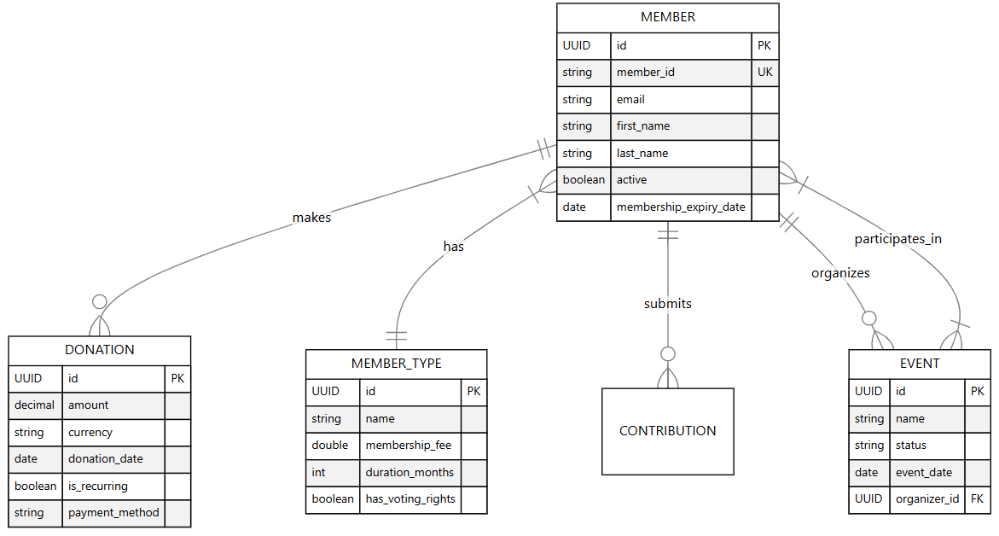 MEMBER
UUID id PK
string member_id UK
string email
string first_name
string last_name
boolean active
date membership_expiry_date
makes
has
submits
organizes
participates_in
DONATION
UUID id PK
decimal amount
string currency
date donation_date
boolean is_recurring
string payment_method
MEMBER_TYPE
UUID id PK
string name
double membership_fee
int duration_months
boolean has_voting_rights
CONTRIBUTION
EVENT
UUID id PK
string name
string status
date event_date
UUID organizer_id FK